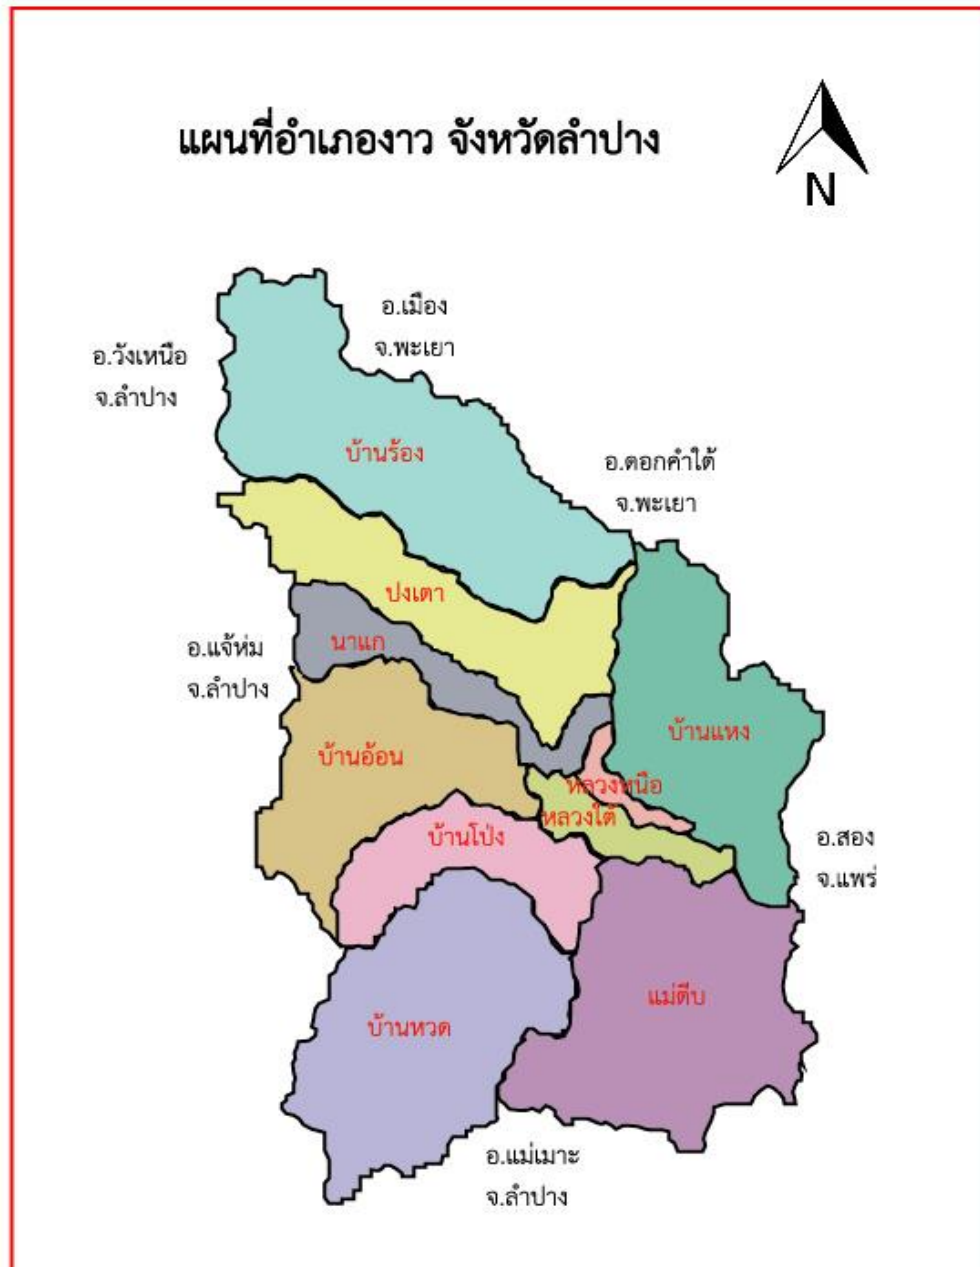 แผนที่อำเภองาว จังหวัดลำปาง
N
อ.เมือง
จ.พะเยา
อ.วังเหนือ
จ.ลำปาง
บ้านร้อง
อ.ดอกคำใต้
จ.พะเยา
ปงเตา
นาแก
อ.แจ้ห่ม
จ.ลำปาง
บ้านแหง
บ้านอ้อน
หลวงหนือ
หลวงใต้
บ้านโป่ง
อ.สอง
จ.แพร่
แม่ตีบ
บ้านหวด
อ.แม่เมาะ
จ.ลำปาง